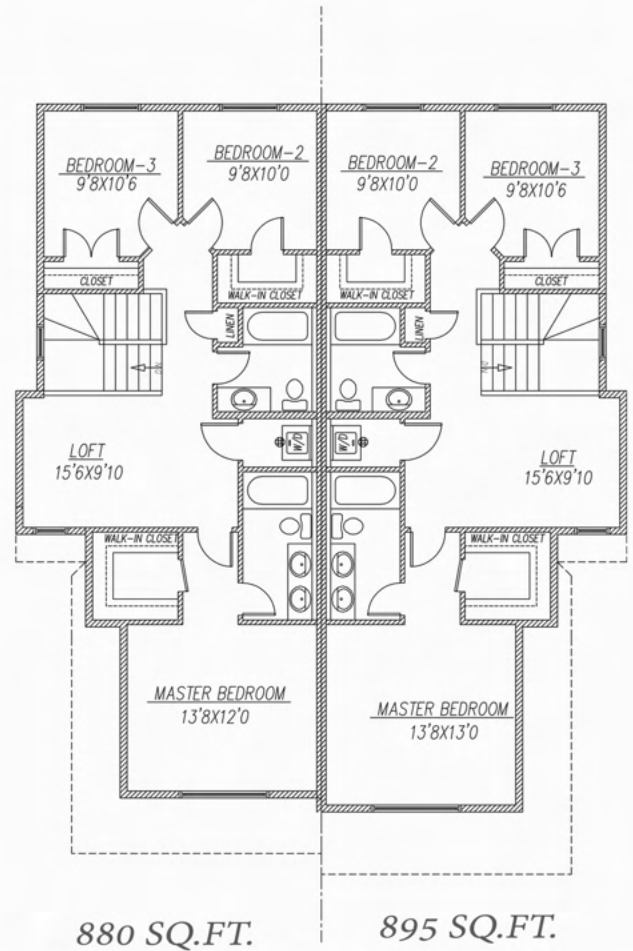 BEDROOM-3
9'8X10'6
BEDROOM-2
9'8X10'0
BEDROOM-2
9'8X10'0
BEDROOM-3
9'8X10'6
CLOSET
WALK-IN CLOSET
WALK-IN CLOSET
CLOSET
LINEN
LINEN
LOFT
15'6X9'10
W/D
W/D
LOFT
15'6X9'10
WALK-IN CLOSET
WALK-IN CLOSET
MASTER BEDROOM
13'8X12'0
MASTER BEDROOM
13'8X13'0
880 SQ.FT.
895 SQ.FT.